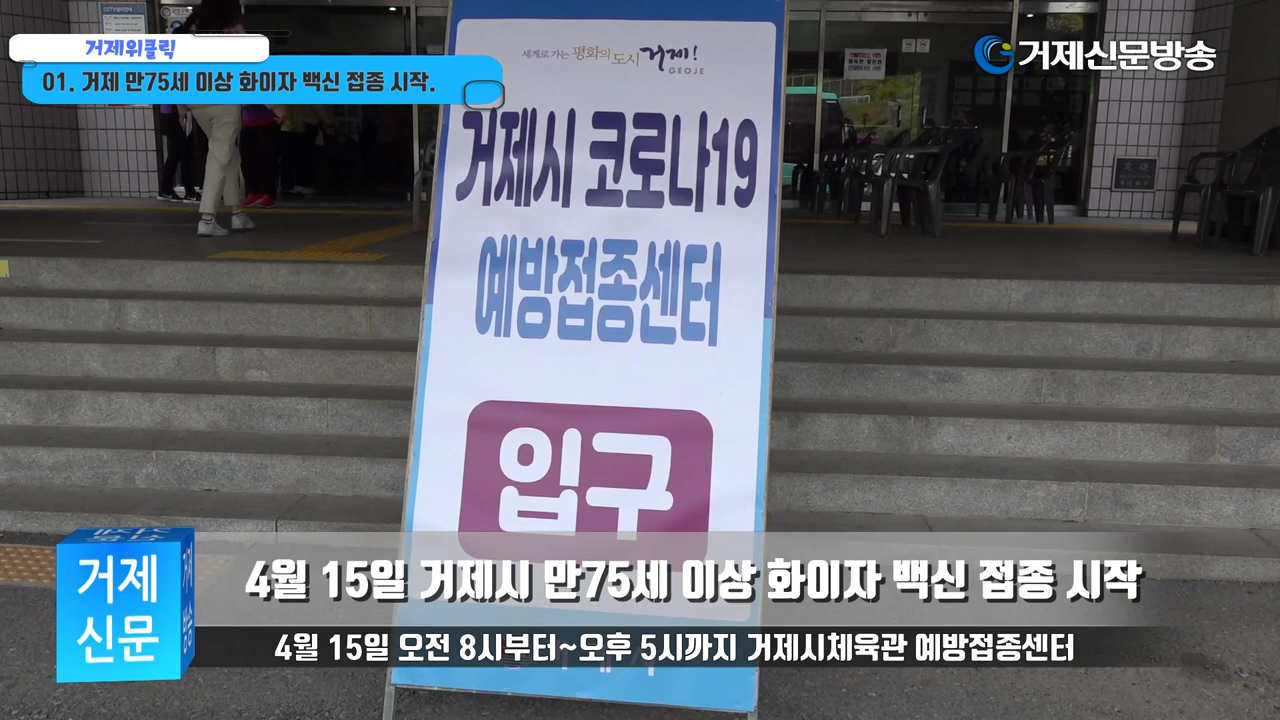 거제위클릭
01. 거제 만75세 이상 화이자 백신 접종 시작.
거제신문방송
세계로 가는 평화의 도시 거제!
GEOJE
거제시 코로나19
예방접종센터
입구
거제
신문
4월 15일 거제시 만75세 이상 화이자 백신 접종 시작
4월 15일 오전 8시부터~오후 5시까지 거제시체육관 예방접종센터